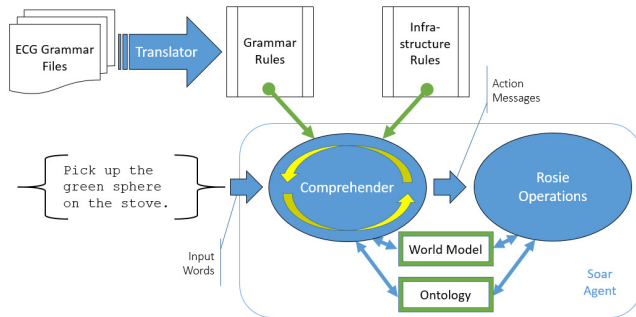 ECG Grammar
Files
Translator
Grammar
Rules
Infra-
structure
Rules
Action
Messages
Pick up the
green sphere
on the stove.
Comprehender
Rosie
Operations
Input
Words
World Model
Ontology
Soar
Agent